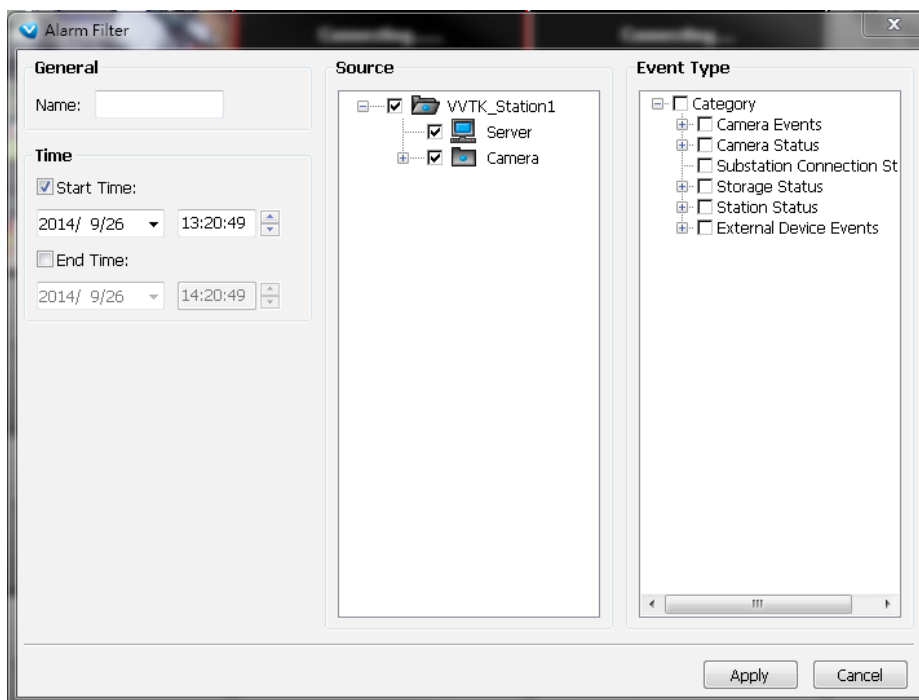 Alarm Filter
Connecting......
Connecting...
General
Name:
Time
Start Time:
2014/ 9/26 13:20:49
End Time:
2014/ 9/26 14:20:49
Source
VVTK_Station1
Server
Camera
Event Type
Category
Camera Events
Camera Status
Substation Connection St
Storage Status
Station Status
External Device Events
Apply
Cancel